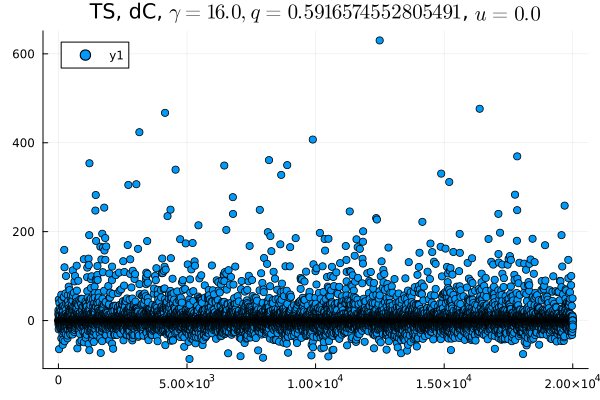 TS, dC, γ = 16.0, q = 0.5916574552805491, u = 0.0
y1
600
400
200
0
0 5.00×10³ 1.00×10⁴ 1.50×10⁴ 2.00×10⁴